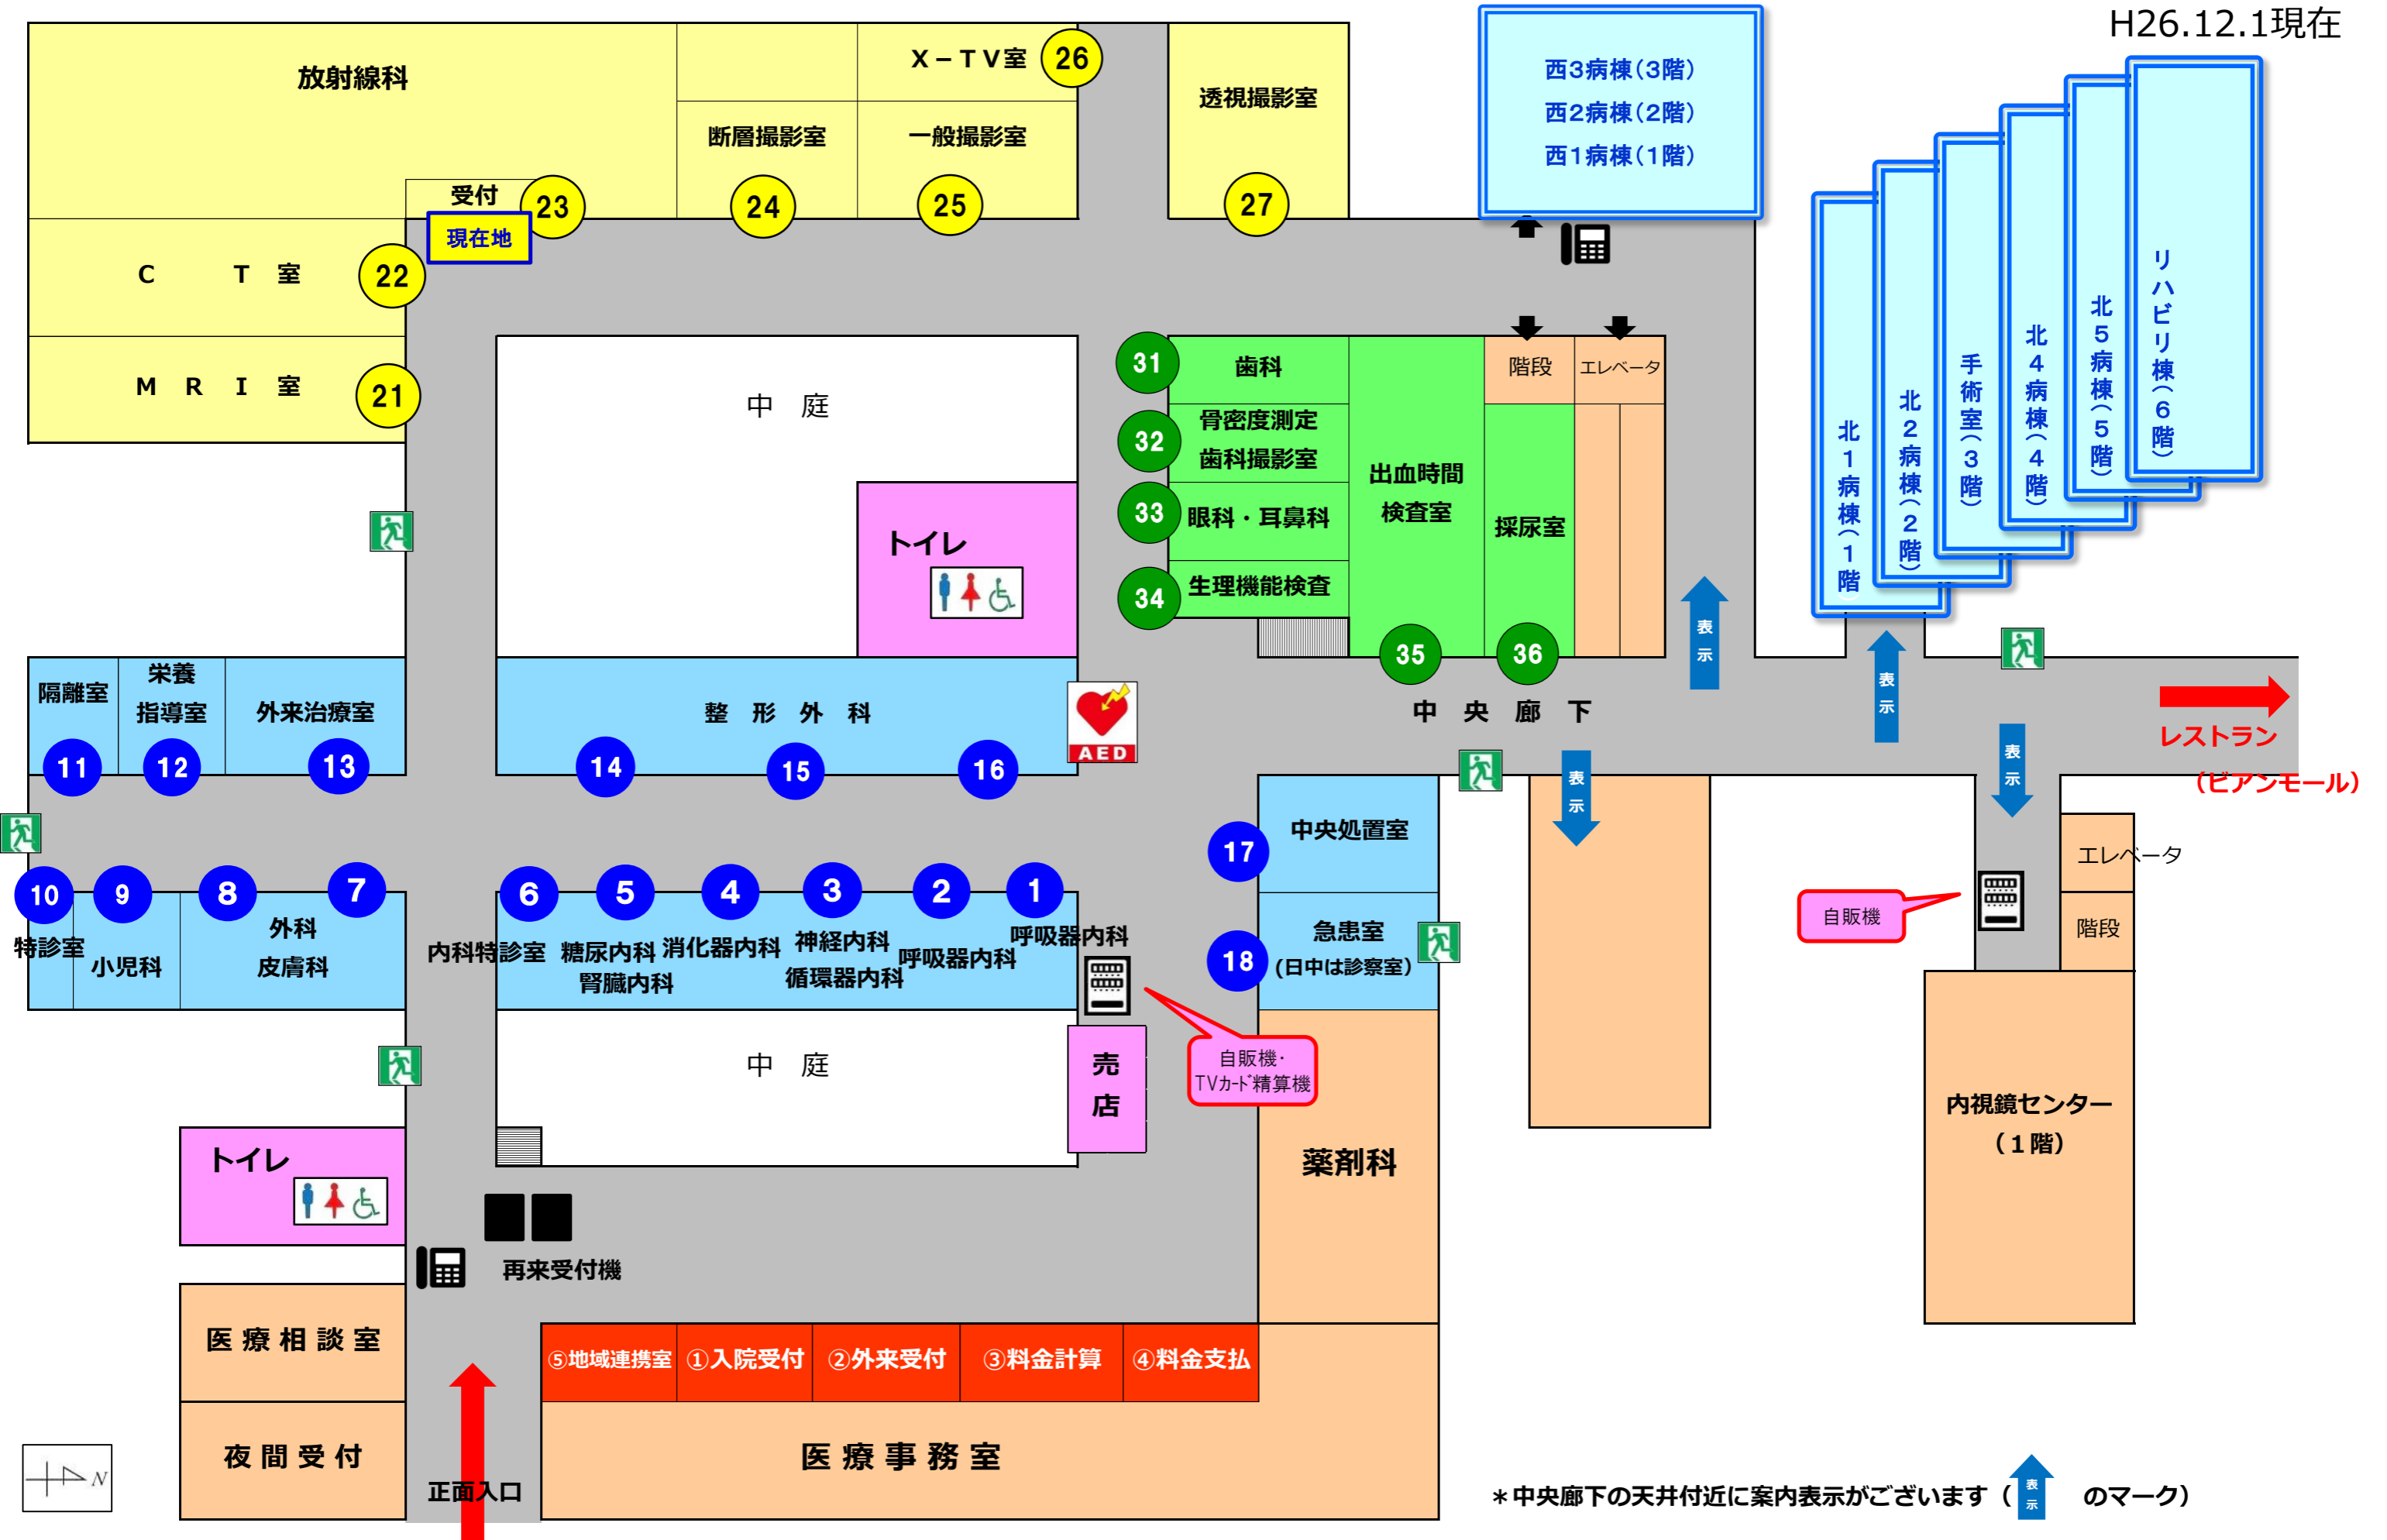 H26.12.1現在
放射線科
X－TV室
26
透視撮影室
断層撮影室
一般撮影室
受付
23
24
25
27
現在地
西3病棟(3階)
西2病棟(2階)
西1病棟(1階)
C T 室
22
M R I 室
21
中 庭
トイレ
31
歯科
32
骨密度測定
歯科撮影室
33
眼科・耳鼻科
34
生理機能検査
出血時間
検査室
35
階段
エレベータ
採尿室
36
北1病棟(1階)
北2病棟(2階)
手術室(3階)
北4病棟(4階)
北5病棟(5階)
リハビリ棟(6階)
表示
表示
隔離室
11
栄養
指導室
12
外来治療室
13
整 形 外 科
14
15
16
AED
中 央 廊 下
表示
表示
レストラン
(ビアンモール)
10
特診室
9
小児科
8
7
外科
皮膚科
6
内科特診室
5
糖尿内科
腎臓内科
4
消化器内科
3
神経内科
循環器内科
2
呼吸器内科
1
呼吸器内科
17
中央処置室
18
急患室
(日中は診察室)
自販機
エレベータ
階段
中 庭
売店
自販機・
TVカード精算機
薬剤科
内視鏡センター
(1階)
トイレ
再来受付機
医療相談室
夜間受付
正面入口
⑤地域連携室
①入院受付
②外来受付
③料金計算
④料金支払
医療事務室
N
＊中央廊下の天井付近に案内表示がございます（表示 のマーク）